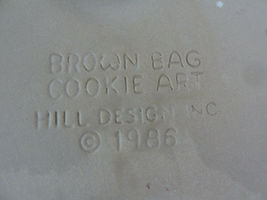 BROWN BAG
COOKIE ART
HILL DESIGN INC
© 1986